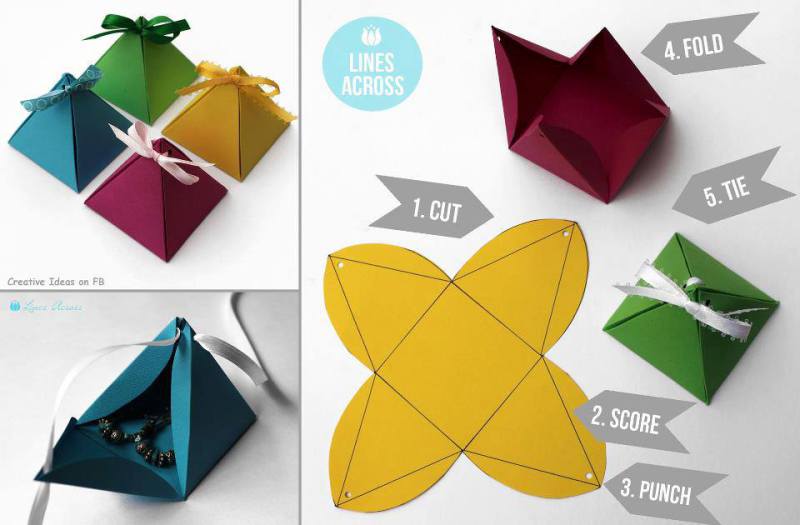 Creative Ideas on FB
Lines Across
LINES
ACROSS
1. CUT
2. SCORE
3. PUNCH
4. FOLD
5. TIE